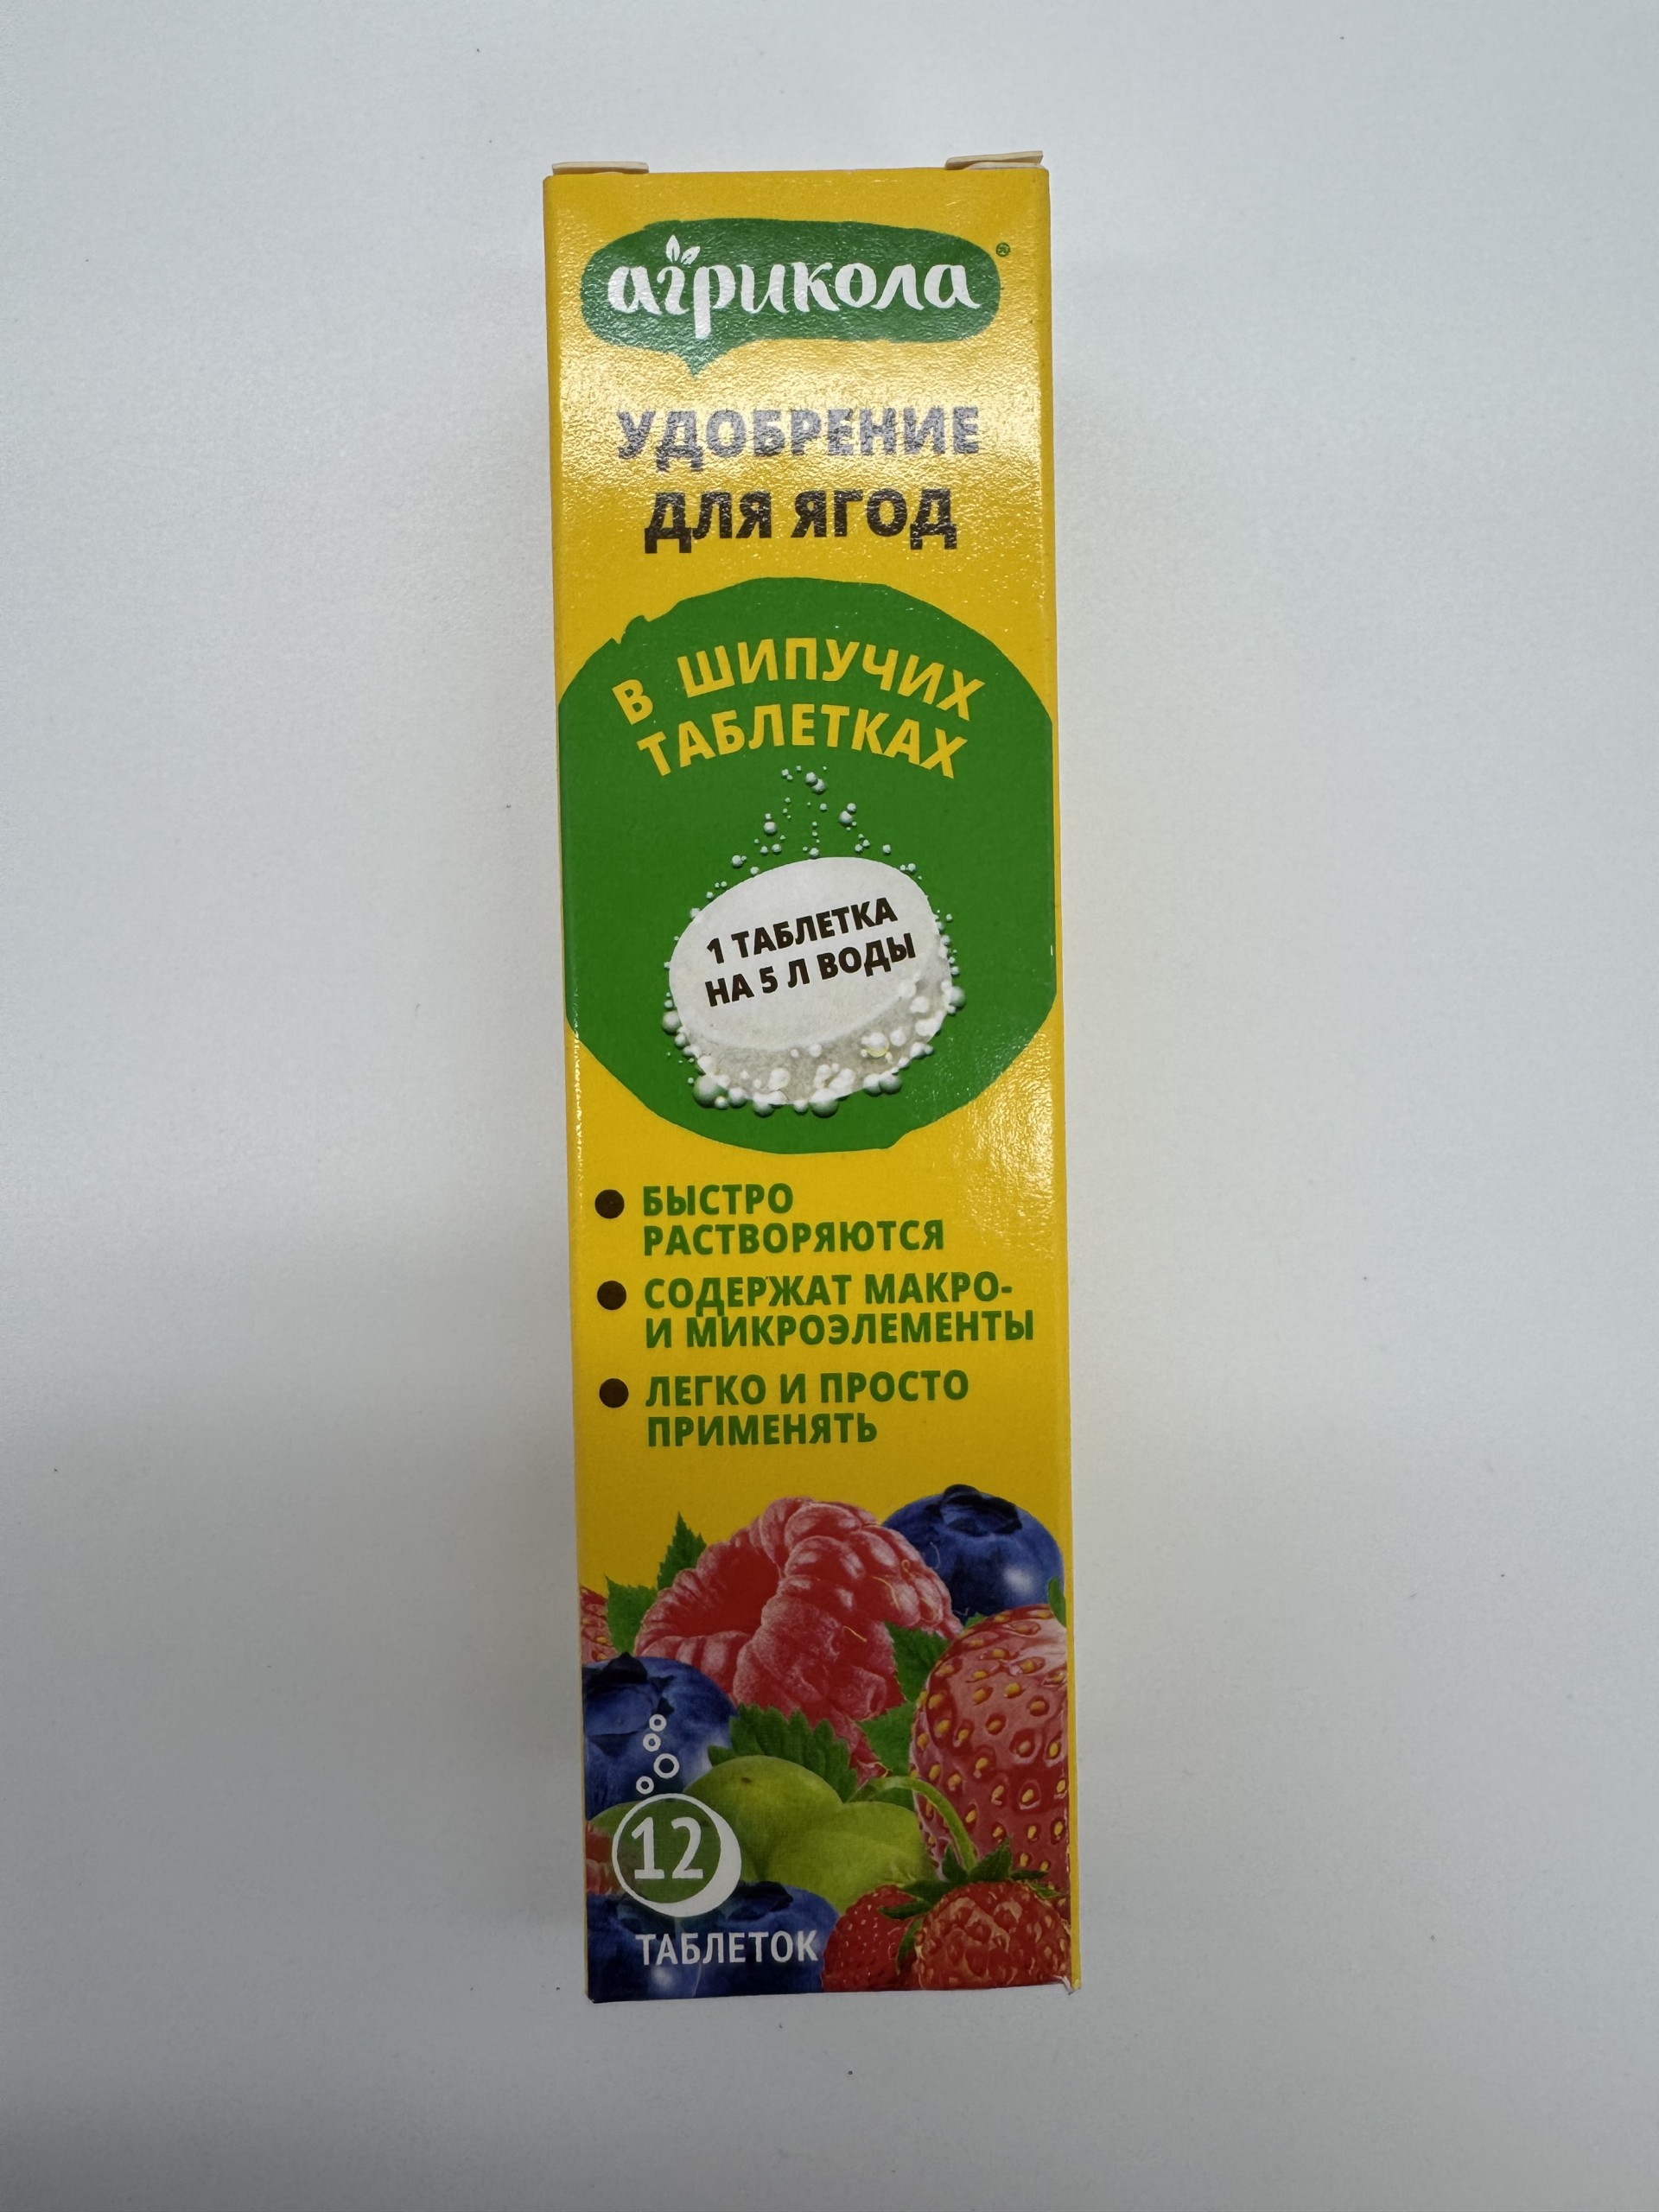 агрикола®
УДОБРЕНИЕ
ДЛЯ ЯГОД
В ШИПУЧИХ
ТАБЛЕТКАХ
1 ТАБЛЕТКА
НА 5 Л ВОДЫ
● БЫСТРО
РАСТВОРЯЮТСЯ
● СОДЕРЖАТ МАКРО-
И МИКРОЭЛЕМЕНТЫ
● ЛЕГКО И ПРОСТО
ПРИМЕНЯТЬ
12
ТАБЛЕТОК